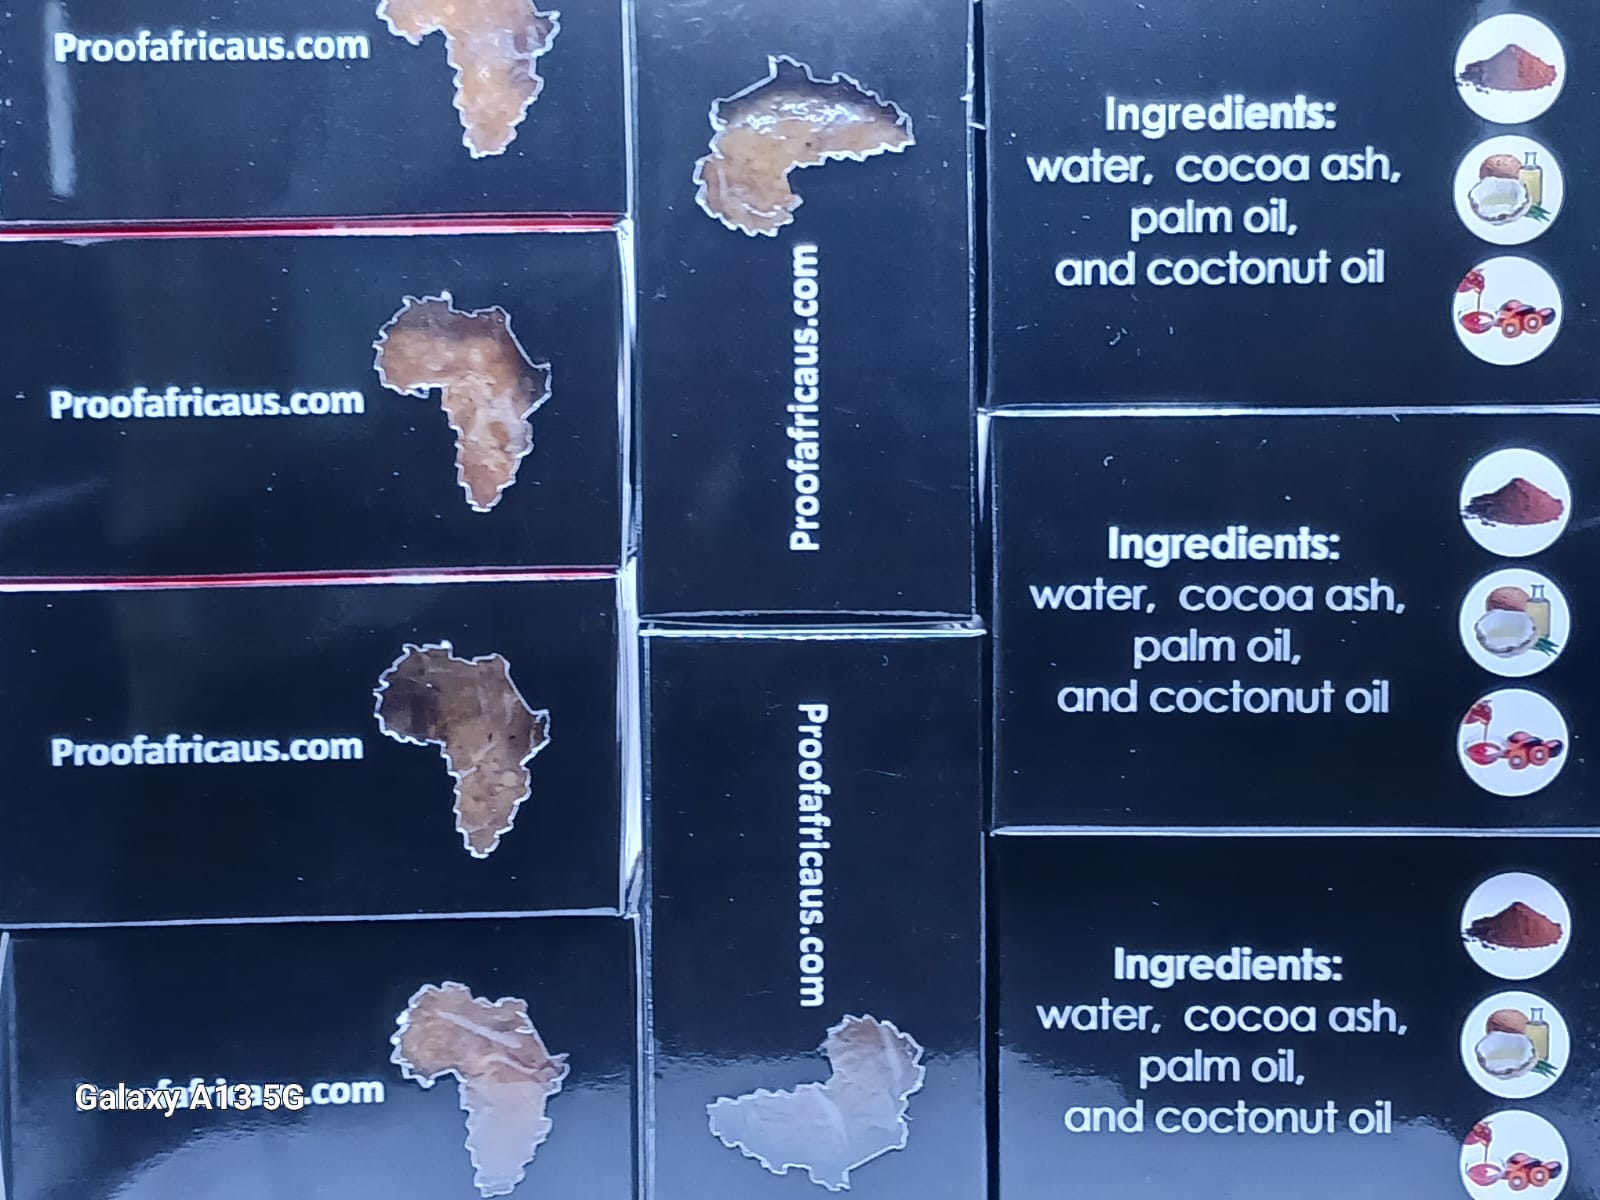 Proofafricaus.com
Proofafricaus.com
Proofafricaus.com
Galaxy A13 5G
.com
Proofafricaus.com
Proofafricaus.com
Ingredients:
water, cocoa ash,
palm oil,
and coctonut oil
Ingredients:
water, cocoa ash,
palm oil,
and coctonut oil
Ingredients:
water, cocoa ash,
palm oil,
and coctonut oil